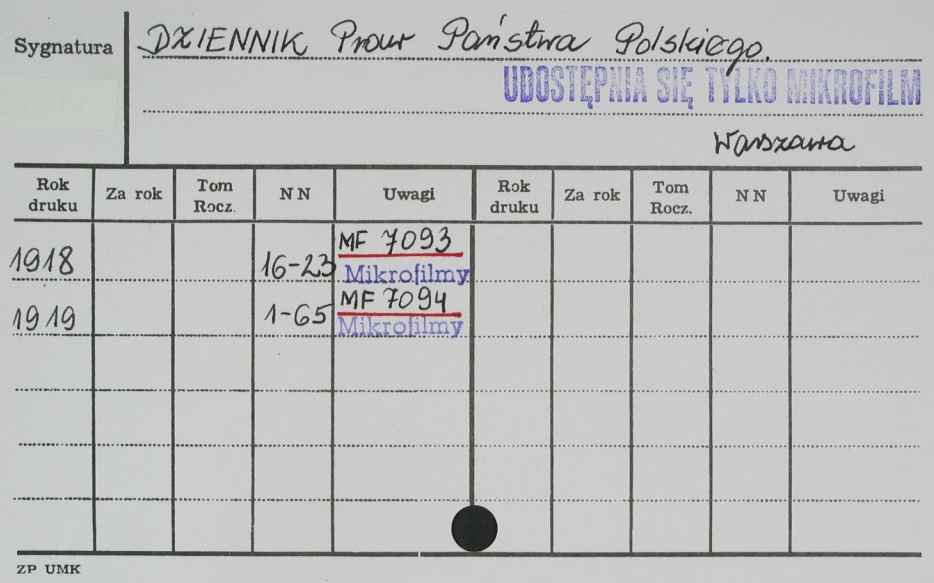 Sygnatura DZIENNIK Praw Państwa Polskiego.
UDOSTĘPNIA SIĘ TYLKO MIKROFILM
Warszawa
Rok druku Za rok Tom Rocz. NN Uwagi Rok druku Za rok Tom Rocz. NN Uwagi
1918 16-23 MF 7093
Mikrofilmy
1919 1-65 MF 7094
Mikrofilmy
ZP UMK